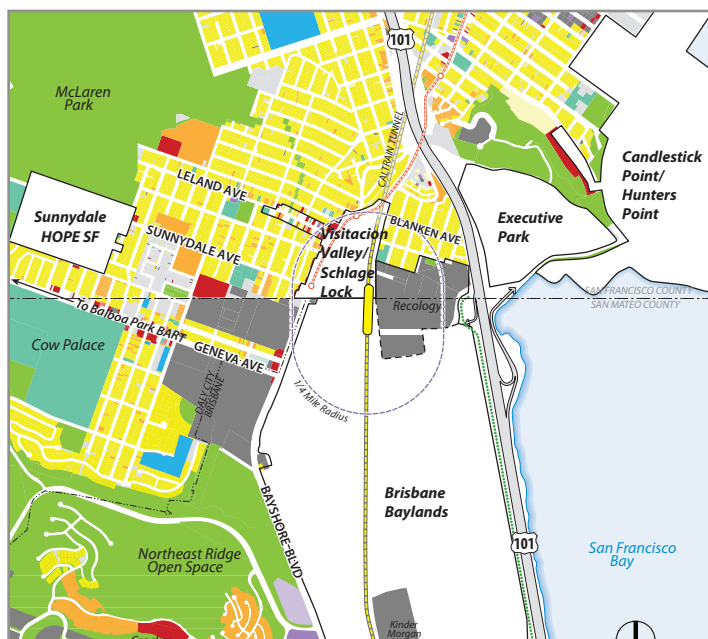 101
McLaren
Park
CALTRAIN TUNNEL
LELAND AVE
Candlestick
Point/
Hunters
Point
Sunnydale
HOPE SF
SUNNYDALE AVE
BLANKEN AVE
Executive
Park
Visitacion
Valley/
Schlage
Lock
Recology
SAN FRANCISCO COUNTY
SAN MATEO COUNTY
To Balboa Park BART
Cow Palace
GENEVA AVE
DALY CITY
BRISBANE
1/4 Mile Radius
BAYSHORE BLVD
Brisbane
Baylands
101
San Francisco
Bay
Northeast Ridge
Open Space
Kinder
Morgan